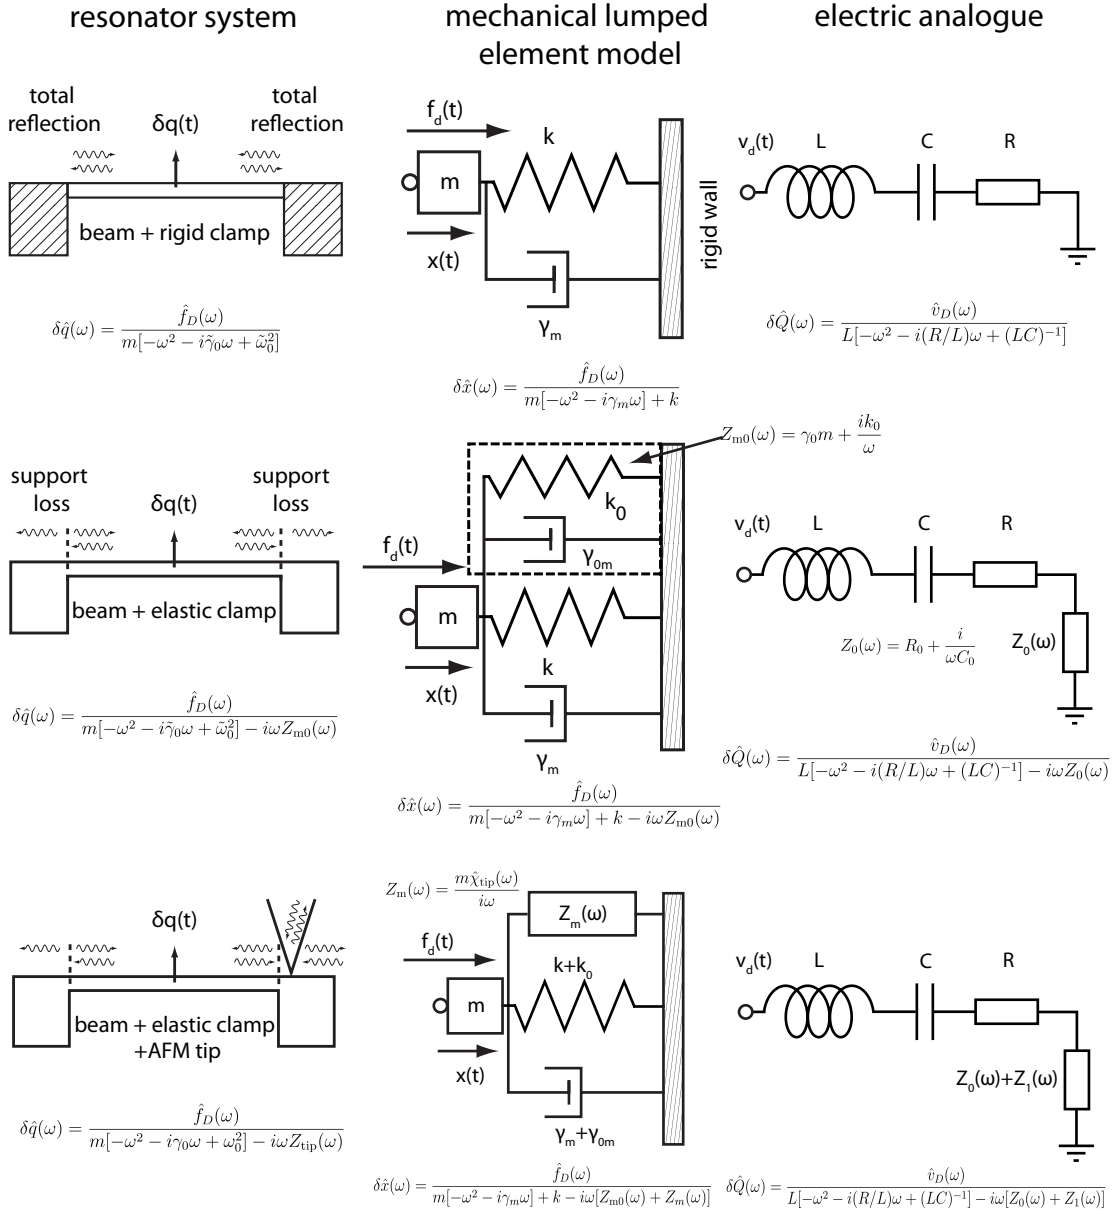 resonator system
mechanical lumped
element model
electric analogue
total
reflection
δq(t)
total
reflection
beam + rigid clamp
f_d(t)
k
m
x(t)
γ_m
rigid wall
v_d(t)
L
C
R
δq̂(ω) = f̂_D(ω) / m[−ω² − iγ̃₀ω + ω̃₀²]
δx̂(ω) = f̂_D(ω) / m[−ω² − iγ_mω] + k
δQ̂(ω) = v̂_D(ω) / L[−ω² − i(R/L)ω + (LC)⁻¹]
support
loss
δq(t)
support
loss
beam + elastic clamp
Z_m0(ω) = γ₀m + ik₀/ω
k₀
γ_0m
f_d(t)
m
k
x(t)
γ_m
v_d(t)
L
C
R
Z₀(ω) = R₀ + i/ωC₀
Z₀(ω)
δq̂(ω) = f̂_D(ω) / m[−ω² − iγ̃₀ω + ω̃₀²] − iωZ_m0(ω)
δx̂(ω) = f̂_D(ω) / m[−ω² − iγ_mω] + k − iωZ_m0(ω)
δQ̂(ω) = v̂_D(ω) / L[−ω² − i(R/L)ω + (LC)⁻¹] − iωZ₀(ω)
δq(t)
beam + elastic clamp
+AFM tip
Z_m(ω) = mχ̂_tip(ω) / iω
Z_m(ω)
f_d(t)
k+k₀
m
x(t)
γ_m+γ_0m
v_d(t)
L
C
R
Z₀(ω)+Z₁(ω)
δq̂(ω) = f̂_D(ω) / m[−ω² − iγ₀ω + ω₀²] − iωZ_tip(ω)
δx̂(ω) = f̂_D(ω) / m[−ω² − iγ_mω] + k − iω[Z_m0(ω) + Z_m(ω)]
δQ̂(ω) = v̂_D(ω) / L[−ω² − i(R/L)ω + (LC)⁻¹] − iω[Z₀(ω) + Z₁(ω)]